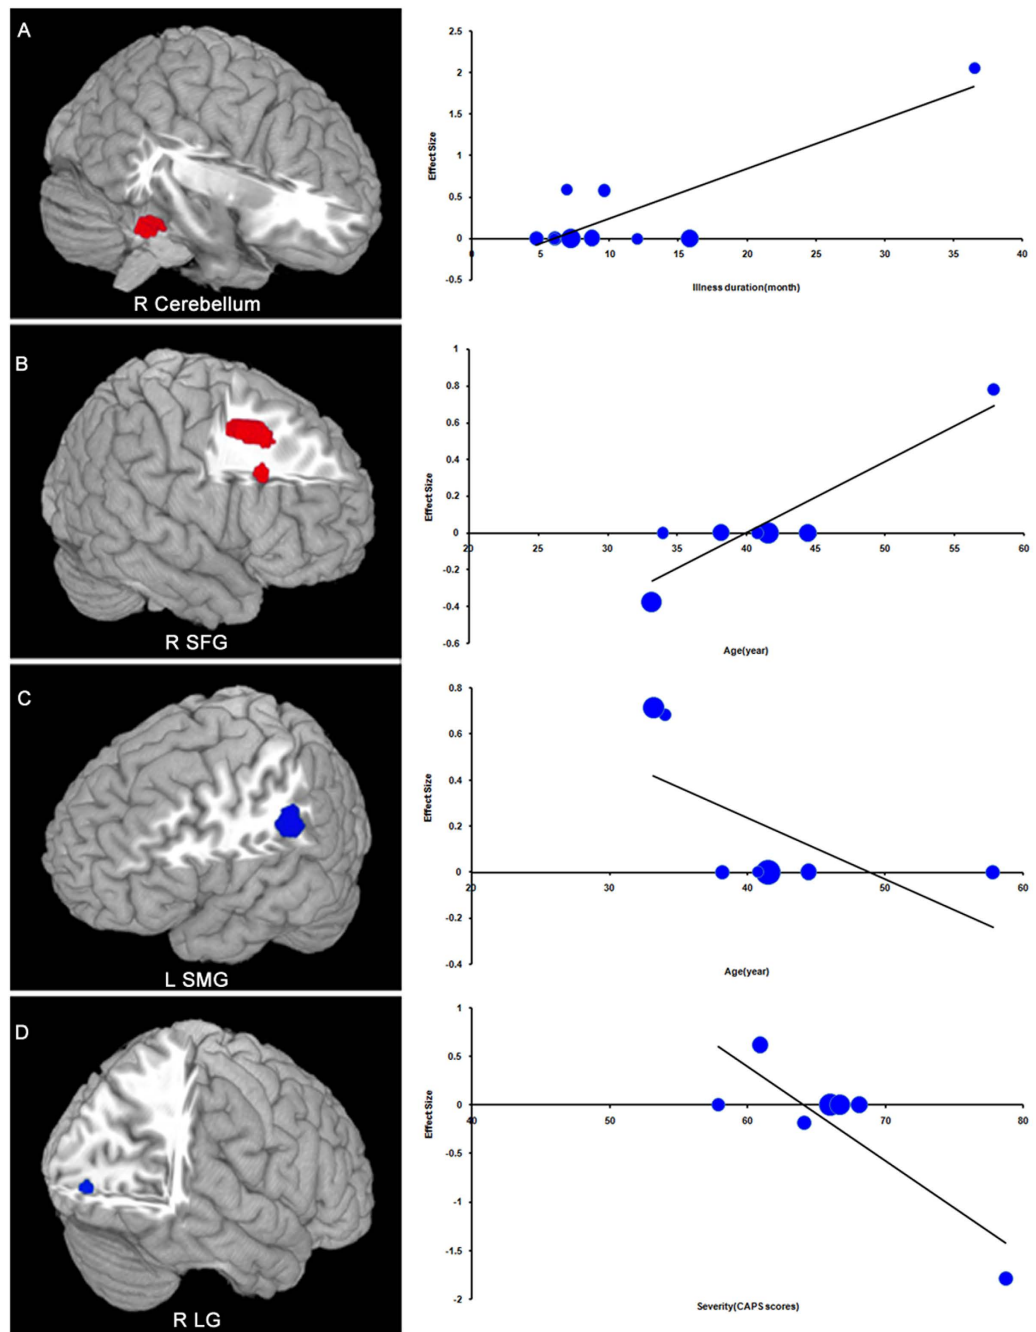 A
R Cerebellum
2.5
2
1.5
1
0.5
0
-0.5
Effect Size
0 5 10 15 20 25 30 35 40
Illness duration(month)
B
R SFG
1
0.8
0.6
0.4
0.2
0
-0.2
-0.4
-0.6
Effect Size
20 25 30 35 40 45 50 55 60
Age(year)
C
L SMG
0.8
0.6
0.4
0.2
0
-0.2
-0.4
Effect Size
20 30 40 50 60
Age(year)
D
R LG
1
0.5
0
-0.5
-1
-1.5
-2
Effect Size
40 50 60 70 80
Severity(CAPS scores)